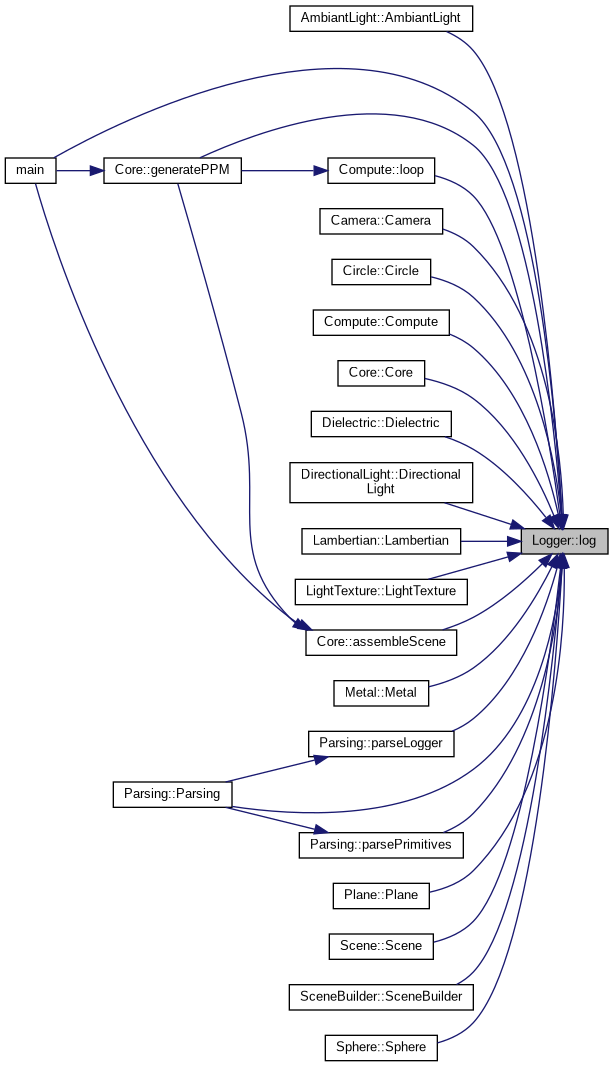 AmbiantLight::AmbiantLight
main
Core::generatePPM
Compute::loop
Camera::Camera
Circle::Circle
Compute::Compute
Core::Core
Dielectric::Dielectric
DirectionalLight::Directional
Light
Logger::log
Lambertian::Lambertian
LightTexture::LightTexture
Core::assembleScene
Metal::Metal
Parsing::parseLogger
Parsing::Parsing
Parsing::parsePrimitives
Plane::Plane
Scene::Scene
SceneBuilder::SceneBuilder
Sphere::Sphere